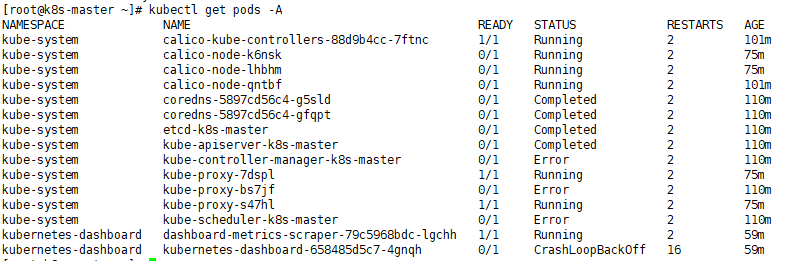 [root@k8s-master ~]# kubectl get pods -A
NAMESPACE NAME READY STATUS RESTARTS AGE
kube-system calico-kube-controllers-88d9b4cc-7ftnc 1/1 Running 2 101m
kube-system calico-node-k6nsk 0/1 Running 2 75m
kube-system calico-node-lhbhm 0/1 Running 2 75m
kube-system calico-node-qntbf 0/1 Running 2 101m
kube-system coredns-5897cd56c4-g5sld 0/1 Completed 2 110m
kube-system coredns-5897cd56c4-gfqpt 0/1 Completed 2 110m
kube-system etcd-k8s-master 0/1 Completed 2 110m
kube-system kube-apiserver-k8s-master 0/1 Completed 2 110m
kube-system kube-controller-manager-k8s-master 0/1 Error 2 110m
kube-system kube-proxy-7dspl 1/1 Running 2 75m
kube-system kube-proxy-bs7jf 0/1 Error 2 110m
kube-system kube-proxy-s47hl 1/1 Running 2 75m
kube-system kube-scheduler-k8s-master 0/1 Error 2 110m
kubernetes-dashboard dashboard-metrics-scraper-79c5968bdc-lgchh 1/1 Running 2 59m
kubernetes-dashboard kubernetes-dashboard-658485d5c7-4gnqh 0/1 CrashLoopBackOff 16 59m